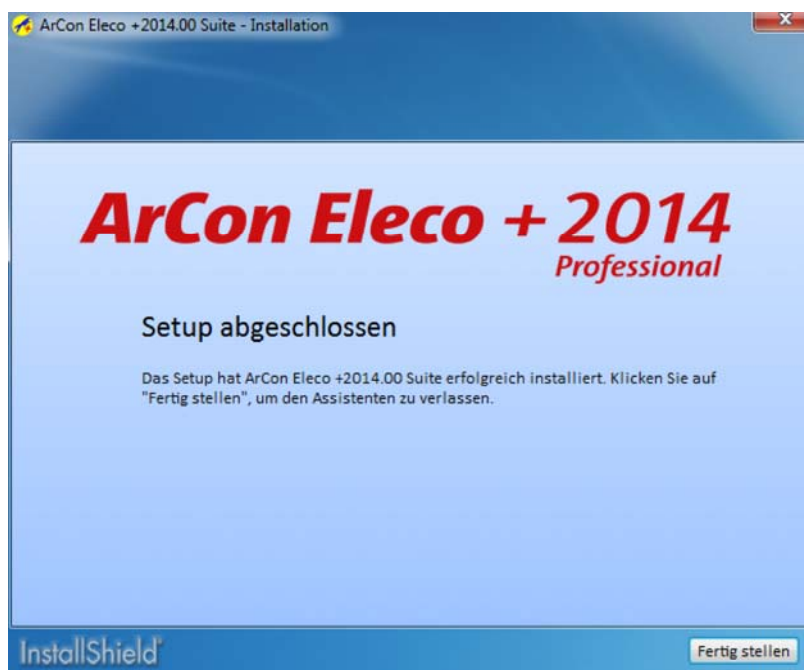 ArCon Eleco +2014.00 Suite - Installation
ArCon Eleco + 2014
Professional
Setup abgeschlossen
Das Setup hat ArCon Eleco +2014.00 Suite erfolgreich installiert. Klicken Sie auf
"Fertig stellen", um den Assistenten zu verlassen.
InstallShield
Fertig stellen